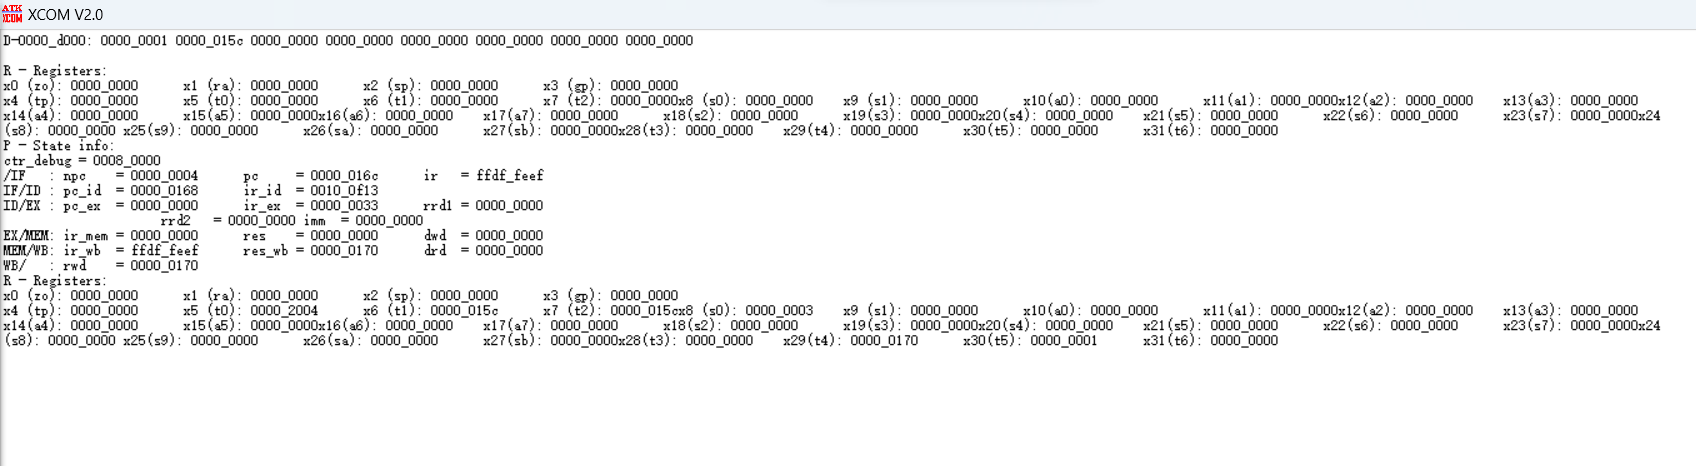 ATK
XCOM XCOM V2.0
D-0000_d000: 0000_0001 0000_015c 0000_0000 0000_0000 0000_0000 0000_0000 0000_0000 0000_0000
R - Registers:
x0 (zo): 0000_0000 x1 (ra): 0000_0000 x2 (sp): 0000_0000 x3 (gp): 0000_0000
x4 (tp): 0000_0000 x5 (t0): 0000_0000 x6 (t1): 0000_0000 x7 (t2): 0000_0000x8 (s0): 0000_0000 x9 (s1): 0000_0000 x10(a0): 0000_0000 x11(a1): 0000_0000x12(a2): 0000_0000 x13(a3): 0000_0000
x14(a4): 0000_0000 x15(a5): 0000_0000x16(a6): 0000_0000 x17(a7): 0000_0000 x18(s2): 0000_0000 x19(s3): 0000_0000x20(s4): 0000_0000 x21(s5): 0000_0000 x22(s6): 0000_0000 x23(s7): 0000_0000x24
(s8): 0000_0000 x25(s9): 0000_0000 x26(sa): 0000_0000 x27(sb): 0000_0000x28(t3): 0000_0000 x29(t4): 0000_0000 x30(t5): 0000_0000 x31(t6): 0000_0000
P - State info:
ctr_debug = 0008_0000
/IF : npc = 0000_0004 pc = 0000_016c ir = ffdf_feef
IF/ID : pc_id = 0000_0168 ir_id = 0010_0f13
ID/EX : pc_ex = 0000_0000 ir_ex = 0000_0033 rrd1 = 0000_0000
rrd2 = 0000_0000 imm = 0000_0000
EX/MEM: ir_mem = 0000_0000 res = 0000_0000 dwd = 0000_0000
MEM/WB: ir_wb = ffdf_feef res_wb = 0000_0170 drd = 0000_0000
WB/ : rwd = 0000_0170
R - Registers:
x0 (zo): 0000_0000 x1 (ra): 0000_0000 x2 (sp): 0000_0000 x3 (gp): 0000_0000
x4 (tp): 0000_0000 x5 (t0): 0000_2004 x6 (t1): 0000_015c x7 (t2): 0000_015cx8 (s0): 0000_0003 x9 (s1): 0000_0000 x10(a0): 0000_0000 x11(a1): 0000_0000x12(a2): 0000_0000 x13(a3): 0000_0000
x14(a4): 0000_0000 x15(a5): 0000_0000x16(a6): 0000_0000 x17(a7): 0000_0000 x18(s2): 0000_0000 x19(s3): 0000_0000x20(s4): 0000_0000 x21(s5): 0000_0000 x22(s6): 0000_0000 x23(s7): 0000_0000x24
(s8): 0000_0000 x25(s9): 0000_0000 x26(sa): 0000_0000 x27(sb): 0000_0000x28(t3): 0000_0000 x29(t4): 0000_0170 x30(t5): 0000_0001 x31(t6): 0000_0000